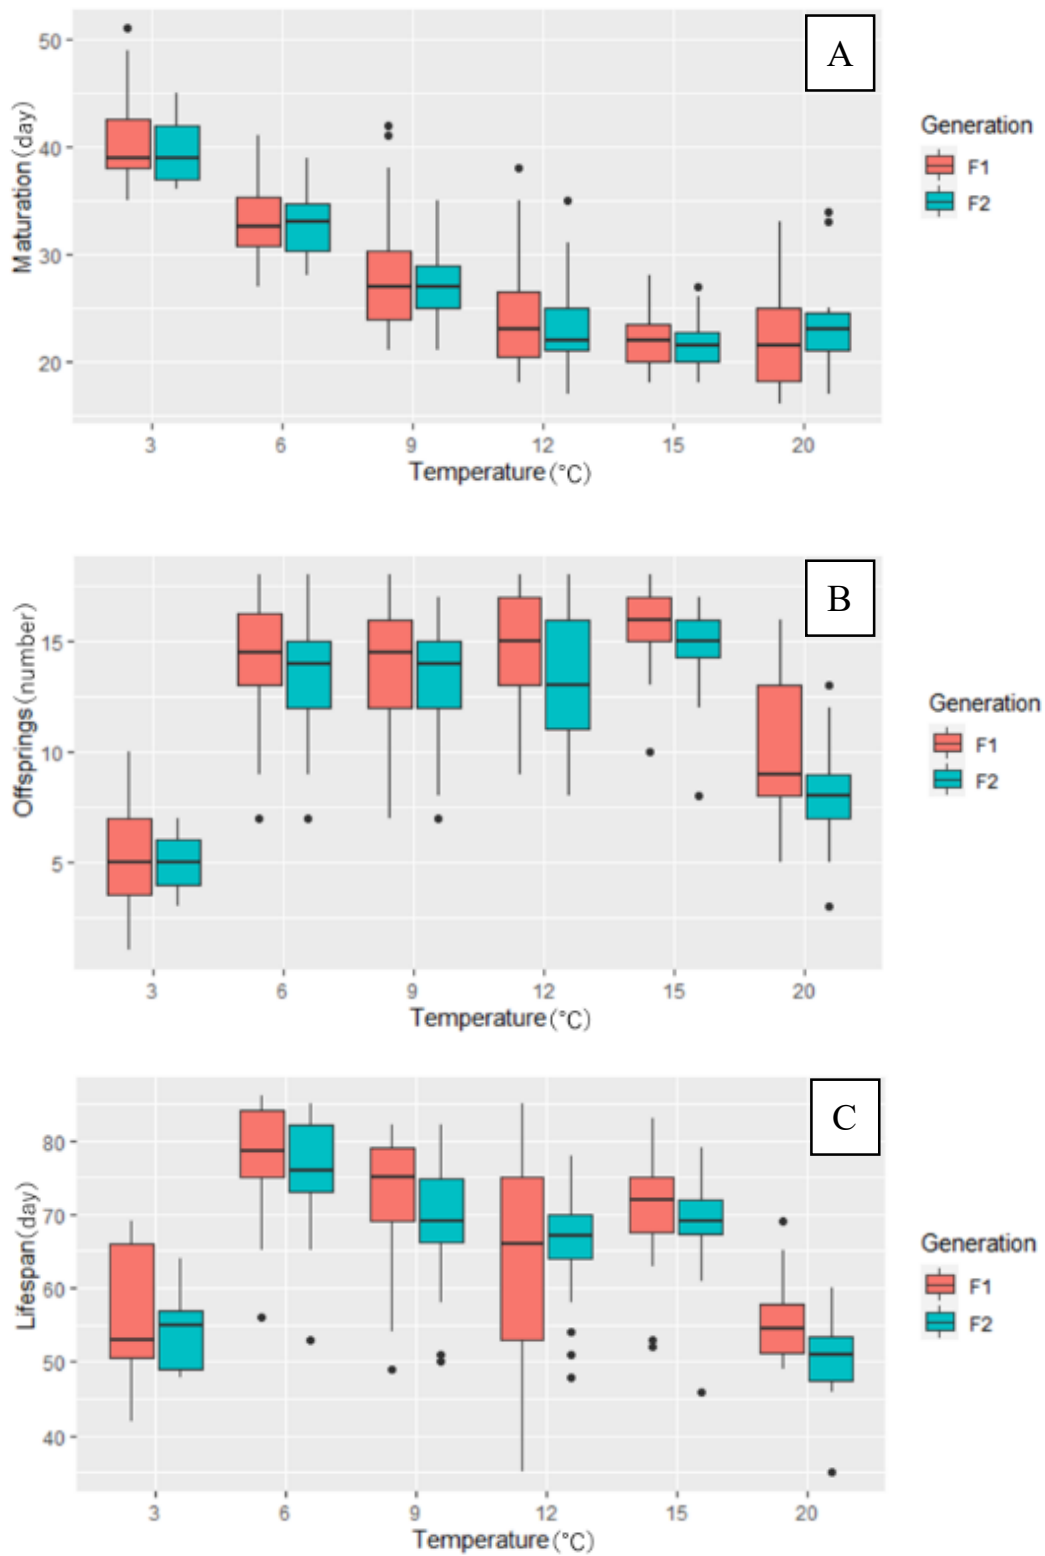 A
50
40
30
20
Maturation(day)
3 6 9 12 15 20
Temperature(°C)
Generation
F1
F2
B
15
10
5
Offsprings(number)
3 6 9 12 15 20
Temperature(°C)
Generation
F1
F2
C
80
70
60
50
40
Lifespan(day)
3 6 9 12 15 20
Temperature(°C)
Generation
F1
F2